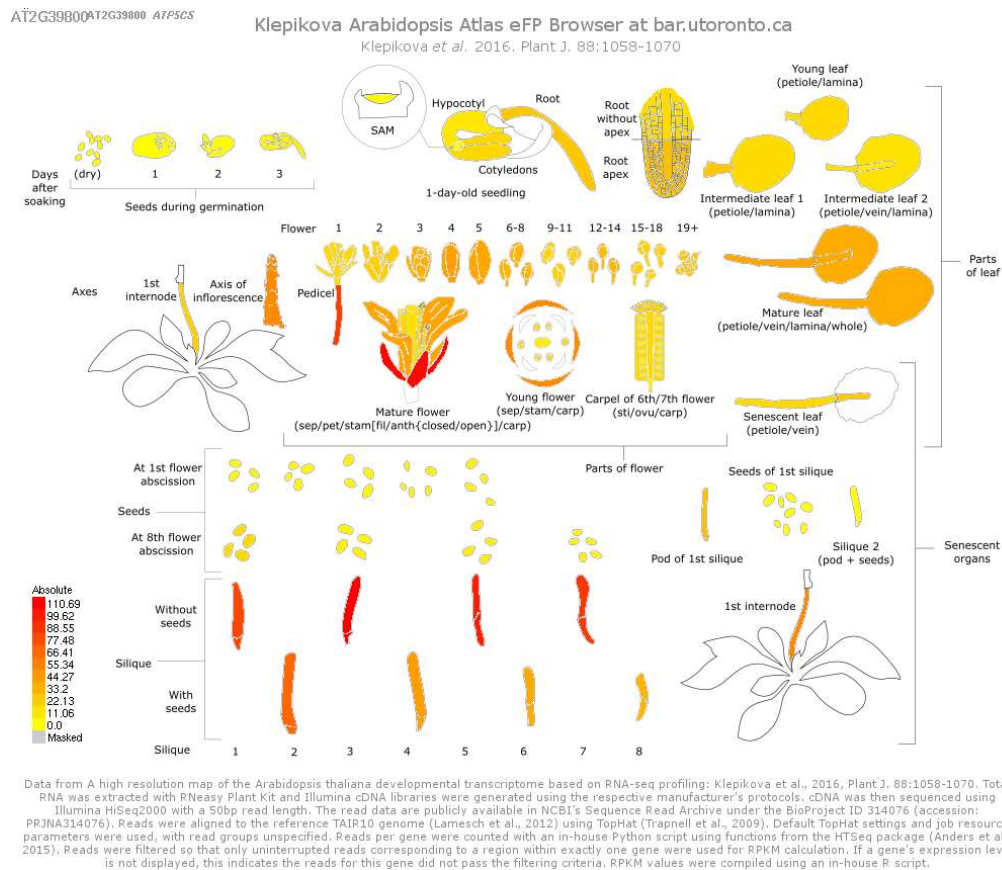 AT2G39800 AT2G39800 ATP5CS
Klepikova Arabidopsis Atlas eFP Browser at bar.utoronto.ca
Klepikova et al. 2016. Plant J. 88:1058-1070
Young leaf
(petiole/lamina)
Hypocotyl
Root
SAM
Root
without
apex
Root
apex
Cotyledons
1-day-old seedling
Days
after
soaking
(dry) 1 2 3
Seeds during germination
Intermediate leaf 1
(petiole/lamina)
Intermediate leaf 2
(petiole/vein/lamina)
Flower 1 2 3 4 5 6-8 9-11 12-14 15-18 19+
Axes
1st
internode
Axis of
inflorescence
Pedicel
Mature leaf
(petiole/vein/lamina/whole)
Parts
of leaf
Mature flower
(sep/pet/stam[fil/anth{closed/open}]/carp)
Young flower
(sep/stam/carp)
Carpel of 6th/7th flower
(sti/ovu/carp)
Senescent leaf
(petiole/vein)
Parts of flower
At 1st flower
abscission
Seeds
At 8th flower
abscission
Seeds of 1st silique
Pod of 1st silique
Silique 2
(pod + seeds)
Senescent
organs
Absolute
110.69
99.62
88.55
77.48
66.41
55.34
44.27
33.2
22.13
11.06
0.0
Masked
Without
seeds
Silique
With
seeds
1st internode
Silique 1 2 3 4 5 6 7 8
Data from A high resolution map of the Arabidopsis thaliana developmental transcriptome based on RNA-seq profiling: Klepikova et al., 2016, Plant J. 88:1058-1070. Tota
RNA was extracted with RNeasy Plant Kit and Illumina cDNA libraries were generated using the respective manufacturer's protocols. cDNA was then sequenced using
Illumina HiSeq2000 with a 50bp read length. The read data are publicly available in NCBI's Sequence Read Archive under the BioProject ID 314076 (accession:
PRJNA314076). Reads were aligned to the reference TAIR10 genome (Lamesch et al., 2012) using TopHat (Trapnell et al., 2009). Default TopHat settings and job resourc
parameters were used, with read groups unspecified. Reads per gene were counted with an in-house Python script using functions from the HTSeq package (Anders et al
2015). Reads were filtered so that only uninterrupted reads corresponding to a region within exactly one gene were used for RPKM calculation. If a gene's expression leve
is not displayed, this indicates the reads for this gene did not pass the filtering criteria. RPKM values were compiled using an in-house R script.